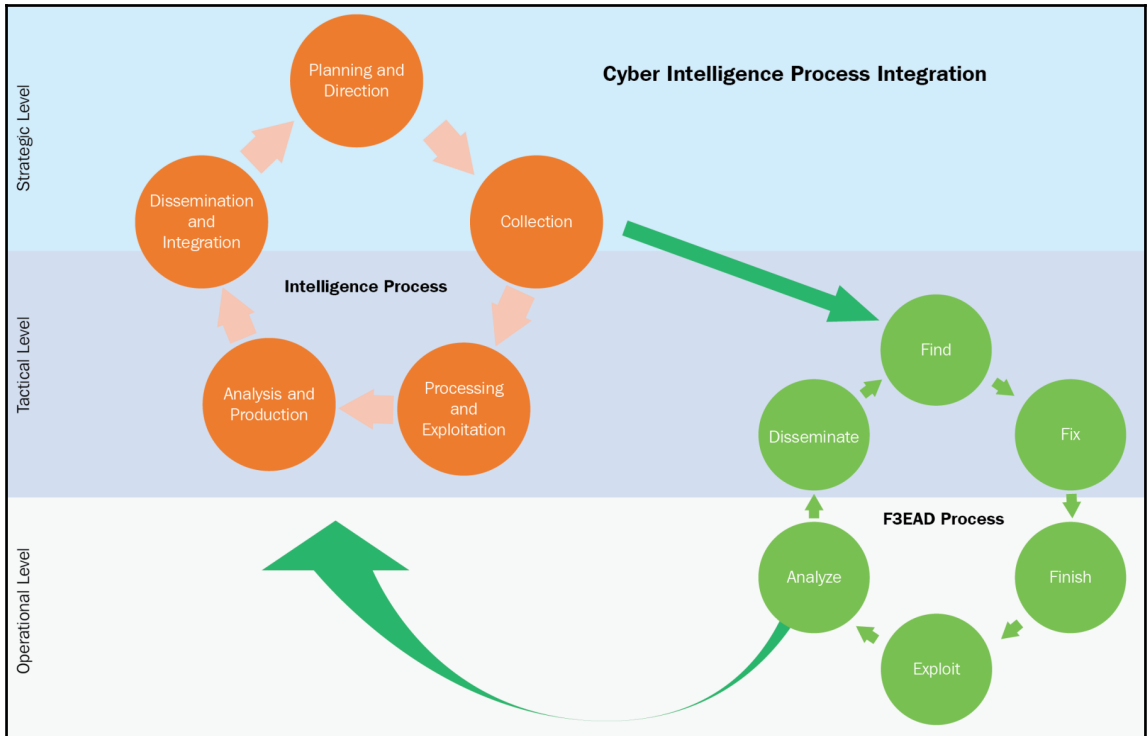 Cyber Intelligence Process Integration
Strategic Level
Planning and
Direction
Dissemination
and
Integration
Collection
Intelligence Process
Tactical Level
Analysis and
Production
Processing
and
Exploitation
Find
Disseminate
Fix
F3EAD Process
Operational Level
Analyze
Finish
Exploit